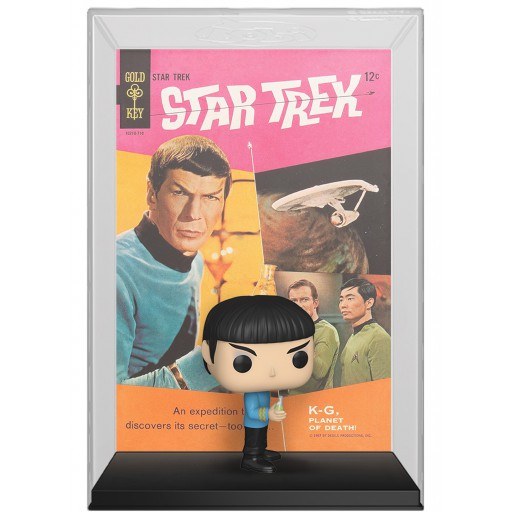 GOLD
KEY
STAR TREK
12¢
STAR TREK
K-G,
PLANET
OF DEATH!
An expedition
discovers its secret—too